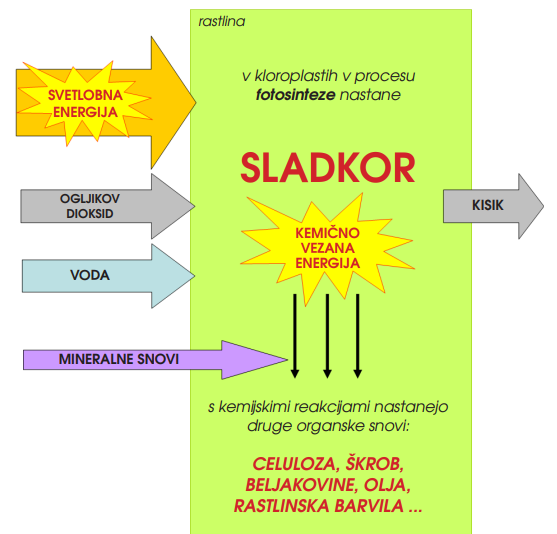 rastlina
v kloroplastih v procesu
fotosinteze nastane
SVETLOBNA
ENERGIJA
SLADKOR
OGLJIKOV
DIOKSID
KISIK
KEMIČNO
VEZANA
ENERGIJA
VODA
MINERALNE SNOVI
s kemijskimi reakcijami nastanejo
druge organske snovi:
CELULOZA, ŠKROB,
BELJAKOVINE, OLJA,
RASTLINSKA BARVILA ...